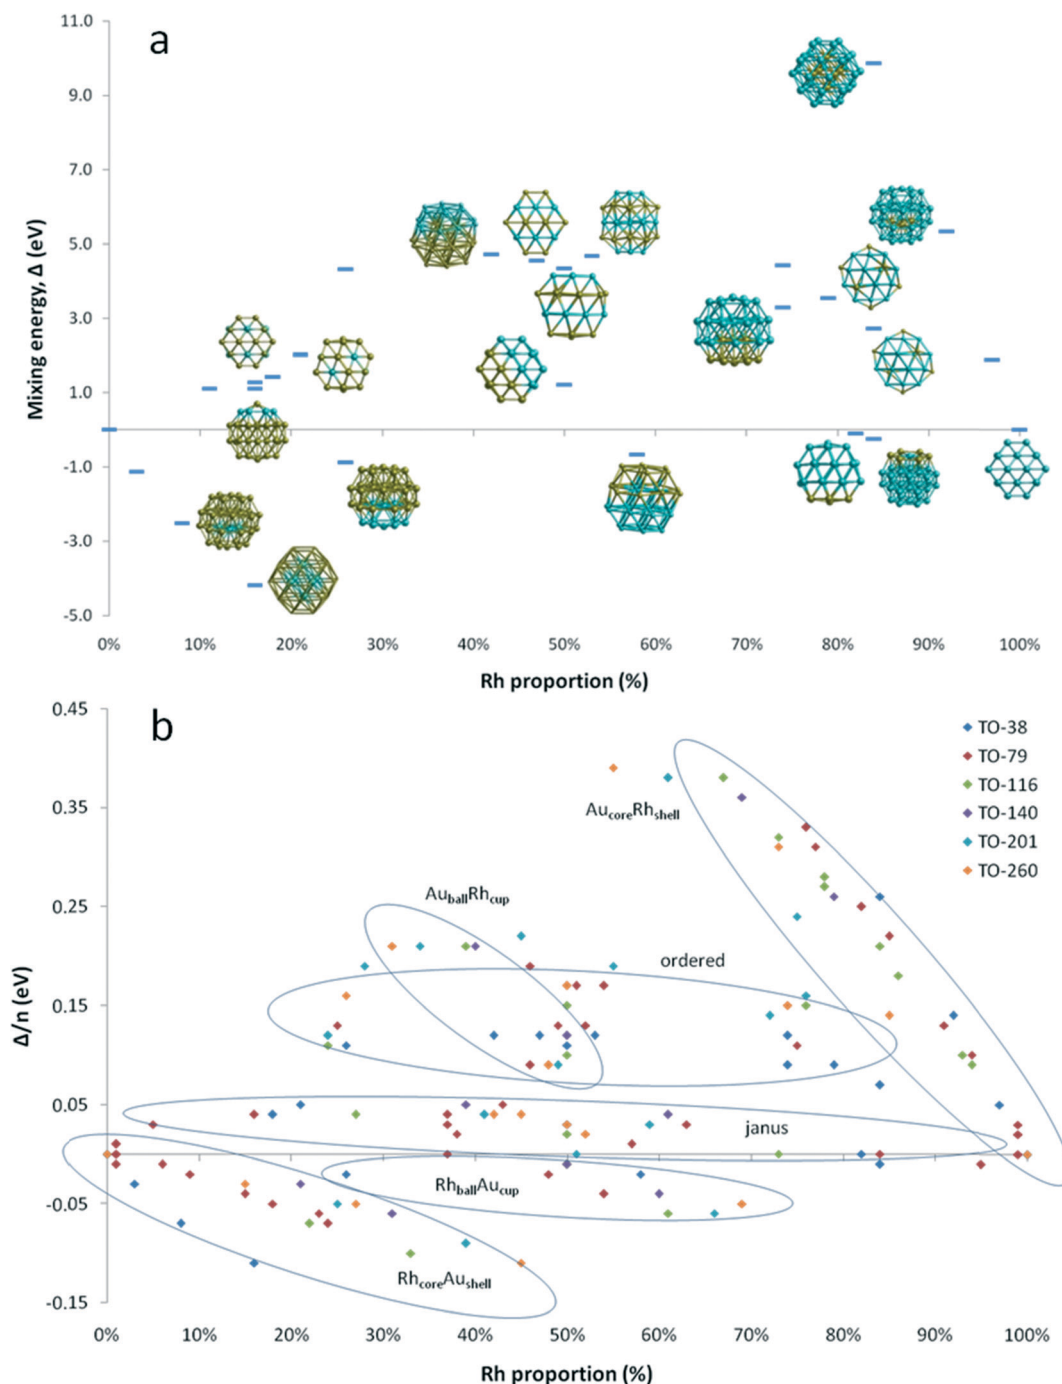 a
11.0
9.0
7.0
5.0
3.0
1.0
-1.0
-3.0
-5.0
Mixing energy, Δ (eV)
0% 10% 20% 30% 40% 50% 60% 70% 80% 90% 100%
Rh proportion (%)
b
0.45
0.35
0.25
0.15
0.05
-0.05
-0.15
Δ/n (eV)
TO-38
TO-79
TO-116
TO-140
TO-201
TO-260
AucoreRhshell
AuballRhcup
ordered
janus
RhballAucup
RhcoreAushell
0% 10% 20% 30% 40% 50% 60% 70% 80% 90% 100%
Rh proportion (%)